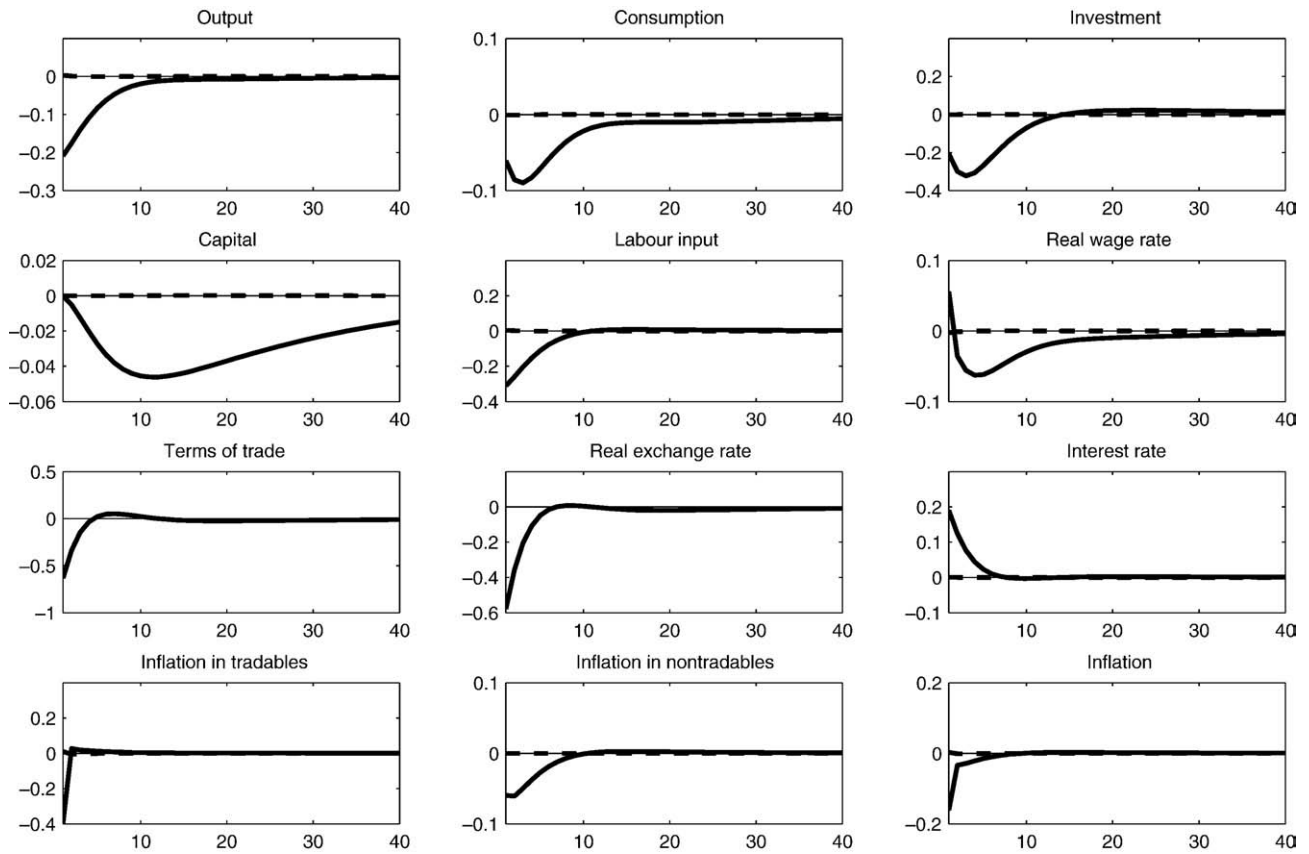 Output Consumption Investment
0.1 0.2
0 0 0
−0.1 −0.2
−0.2
−0.3 −0.1 −0.4
10 20 30 40 10 20 30 40 10 20 30 40
Capital Labour input Real wage rate
0.02 0.1
0 0.2
−0.02 0 0
−0.04 −0.2
−0.06 −0.4 −0.1
10 20 30 40 10 20 30 40 10 20 30 40
Terms of trade Real exchange rate Interest rate
0.5 0 0.2
0 −0.2 0.1
−0.5 −0.4 0
−1 −0.6 −0.1
10 20 30 40 10 20 30 40 10 20 30 40
Inflation in tradables Inflation in nontradables Inflation
0.1 0.2
0.2
0 0 0
−0.2
−0.4 −0.1 −0.2
10 20 30 40 10 20 30 40 10 20 30 40